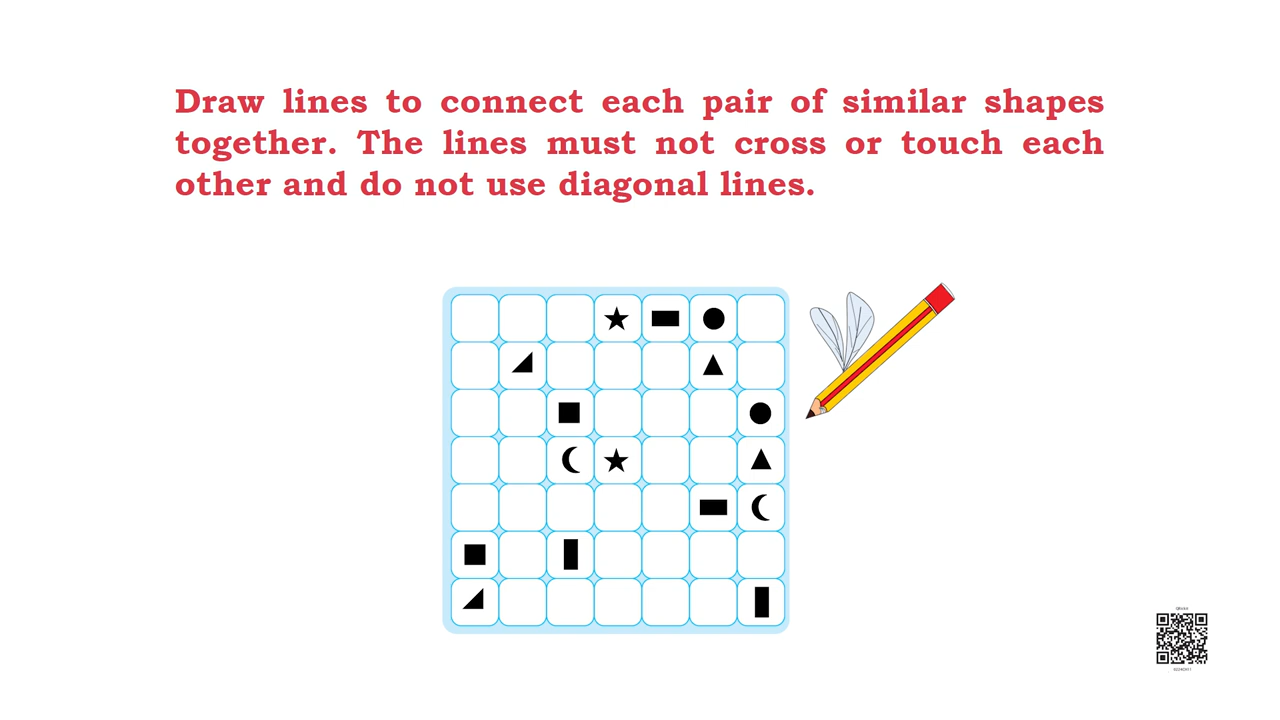 Draw lines to connect each pair of similar shapes
together. The lines must not cross or touch each
other and do not use diagonal lines.